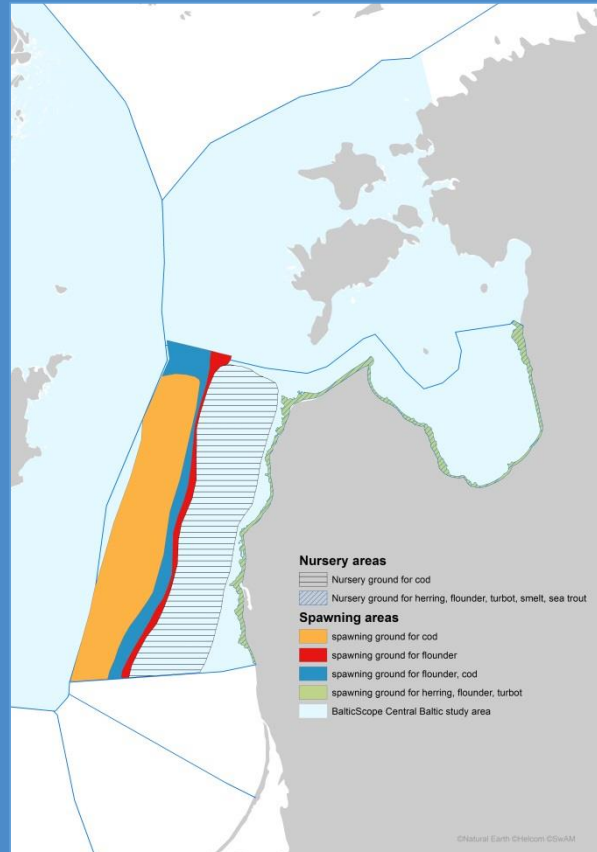 Nursery areas
Nursery ground for cod
Nursery ground for herring, flounder, turbot, smelt, sea trout
Spawning areas
spawning ground for cod
spawning ground for flounder
spawning ground for flounder, cod
spawning ground for herring, flounder, turbot
BalticScope Central Baltic study area
©Natural Earth ©Helcom ©SwAM